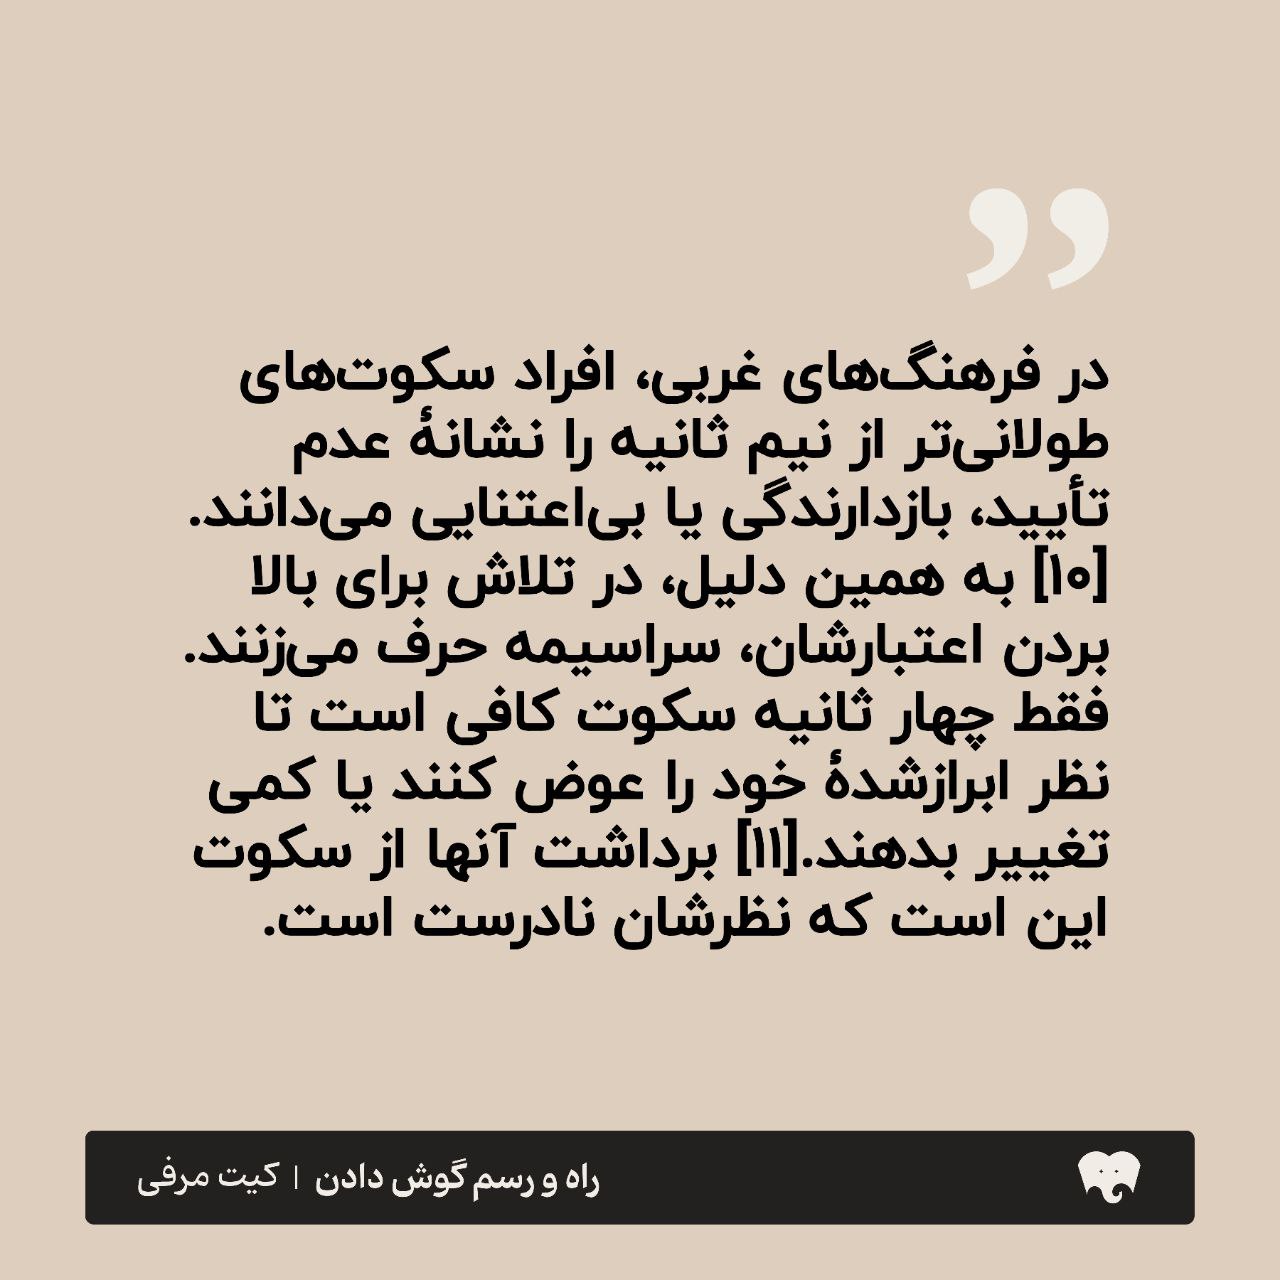 ”
در فرهنگ‌های غربی، افراد سکوت‌های
طولانی‌تر از نیم ثانیه را نشانهٔ عدم
تأیید، بازدارندگی یا بی‌اعتنایی می‌دانند.
[۱۰] به همین دلیل، در تلاش برای بالا
بردن اعتبارشان، سراسیمه حرف می‌زنند.
فقط چهار ثانیه سکوت کافی است تا
نظر ابرازشدهٔ خود را عوض کنند یا کمی
تغییر بدهند.[۱۱] برداشت آنها از سکوت
این است که نظرشان نادرست است.
راه و رسم گوش دادن | کیت مرفی